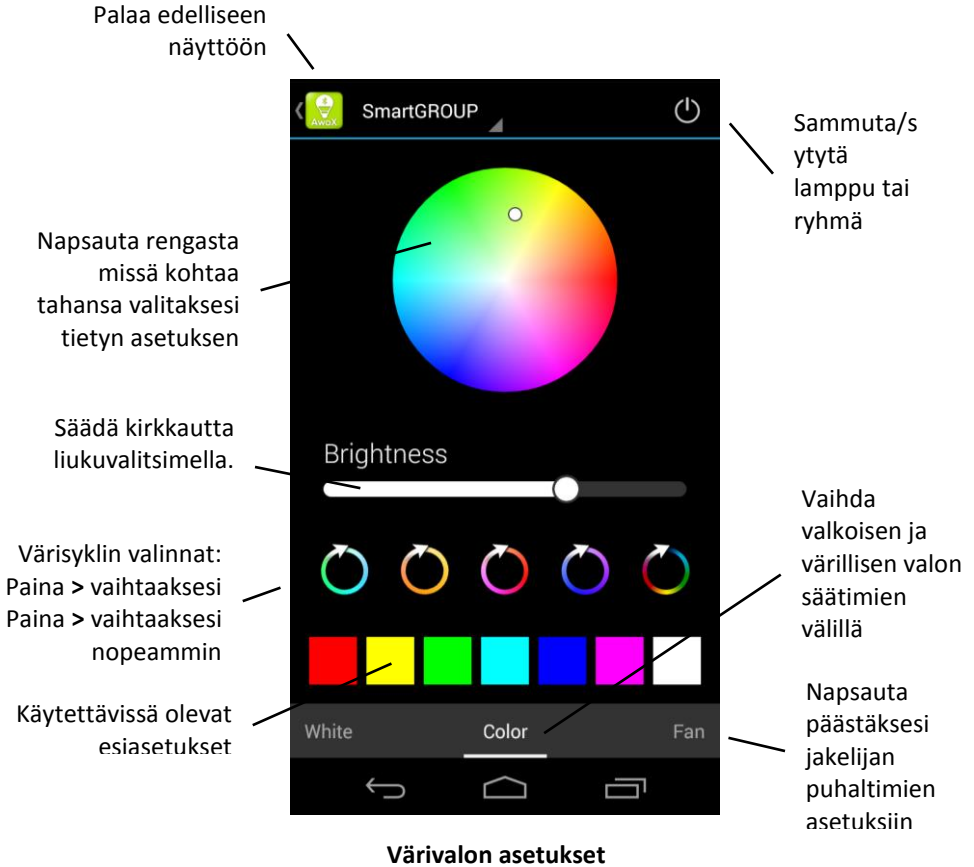 Palaa edelliseen
näyttöön
AwoX
SmartGROUP
Sammuta/s
ytytä
lamppu tai
ryhmä
Napsauta rengasta
missä kohtaa
tahansa valitaksesi
tietyn asetuksen
Säädä kirkkautta
liukuvalitsimella.
Brightness
Värisyklin valinnat:
Paina > vaihtaaksesi
Paina > vaihtaaksesi
nopeammin
Vaihda
valkoisen ja
värillisen valon
säätimien
välillä
Käytettävissä olevat
esiasetukset
White
Color
Fan
Napsauta
päästäksesi
jakelijan
puhaltimien
asetuksiin
Värivalon asetukset